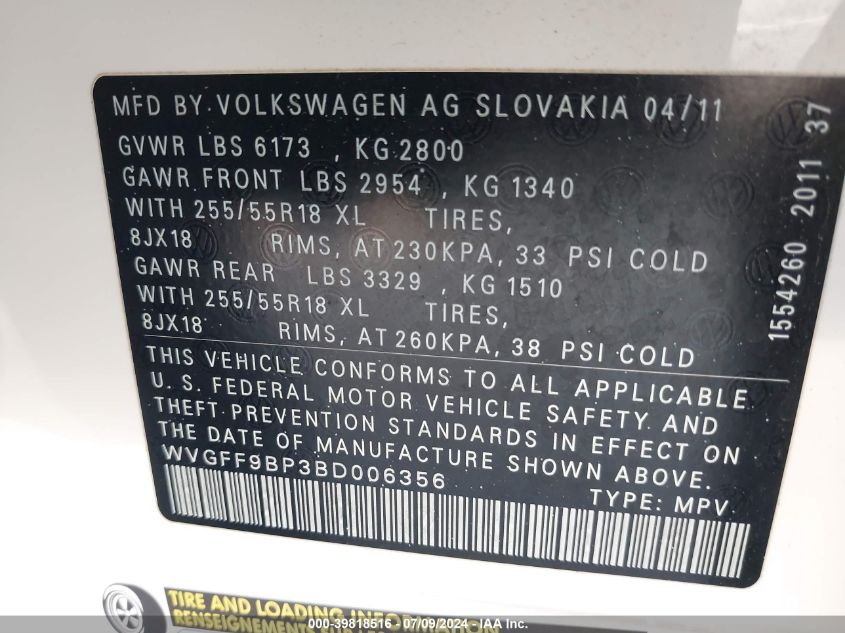 MFD BY VOLKSWAGEN AG SLOVAKIA 04/11
GVWR LBS 6173 , KG 2800
GAWR FRONT LBS 2954 , KG 1340
WITH 255/55R18 XL TIRES,
8JX18 RIMS, AT 230KPA, 33 PSI COLD
GAWR REAR LBS 3329 , KG 1510
WITH 255/55R18 XL TIRES,
8JX18 RIMS, AT 260KPA, 38 PSI COLD
THIS VEHICLE CONFORMS TO ALL APPLICABLE
U. S. FEDERAL MOTOR VEHICLE SAFETY AND
THEFT PREVENTION STANDARDS IN EFFECT ON
THE DATE OF MANUFACTURE SHOWN ABOVE.
WVGFF9BP3BD006356
TYPE: MPV
1554260 2011 37
TIRE AND LOADING INFORMATION
RENSEIGNEMENTS SUR LES
000-39818516 - 07/09/2024 - IAA Inc.